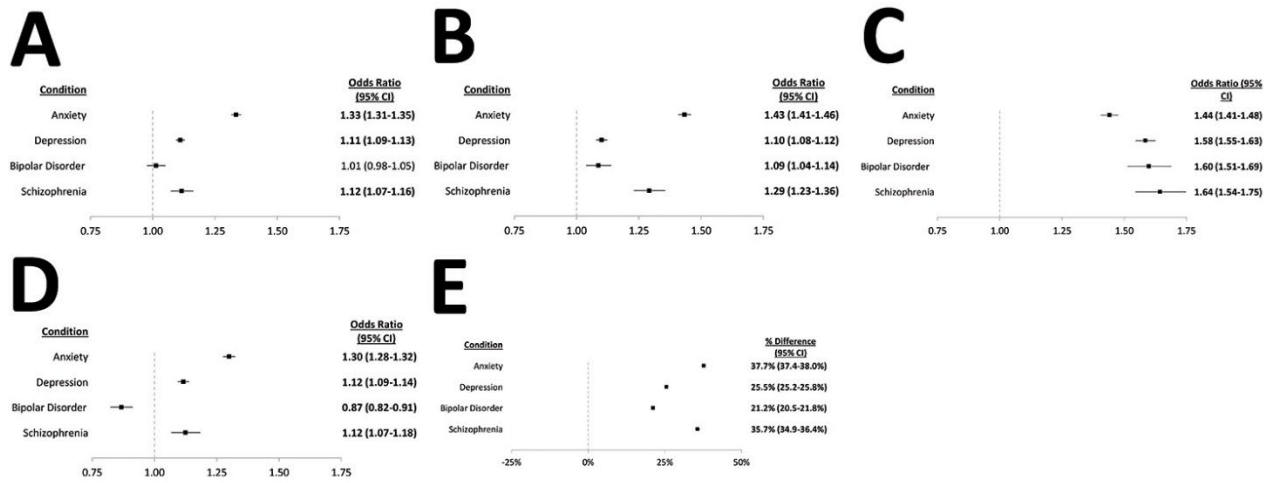 A
Condition Odds Ratio
(95% CI)
Anxiety 1.33 (1.31-1.35)
Depression 1.11 (1.09-1.13)
Bipolar Disorder 1.01 (0.98-1.05)
Schizophrenia 1.12 (1.07-1.16)
0.75 1.00 1.25 1.50 1.75
B
Condition Odds Ratio
(95% CI)
Anxiety 1.43 (1.41-1.46)
Depression 1.10 (1.08-1.12)
Bipolar Disorder 1.09 (1.04-1.14)
Schizophrenia 1.29 (1.23-1.36)
0.75 1.00 1.25 1.50 1.75
C
Condition Odds Ratio (95%
CI)
Anxiety 1.44 (1.41-1.48)
Depression 1.58 (1.55-1.63)
Bipolar Disorder 1.60 (1.51-1.69)
Schizophrenia 1.64 (1.54-1.75)
0.75 1.00 1.25 1.50 1.75
D
Condition Odds Ratio
(95% CI)
Anxiety 1.30 (1.28-1.32)
Depression 1.12 (1.09-1.14)
Bipolar Disorder 0.87 (0.82-0.91)
Schizophrenia 1.12 (1.07-1.18)
0.75 1.00 1.25 1.50 1.75
E
Condition % Difference
(95% CI)
Anxiety 37.7% (37.4-38.0%)
Depression 25.5% (25.2-25.8%)
Bipolar Disorder 21.2% (20.5-21.8%)
Schizophrenia 35.7% (34.9-36.4%)
-25% 0% 25% 50%